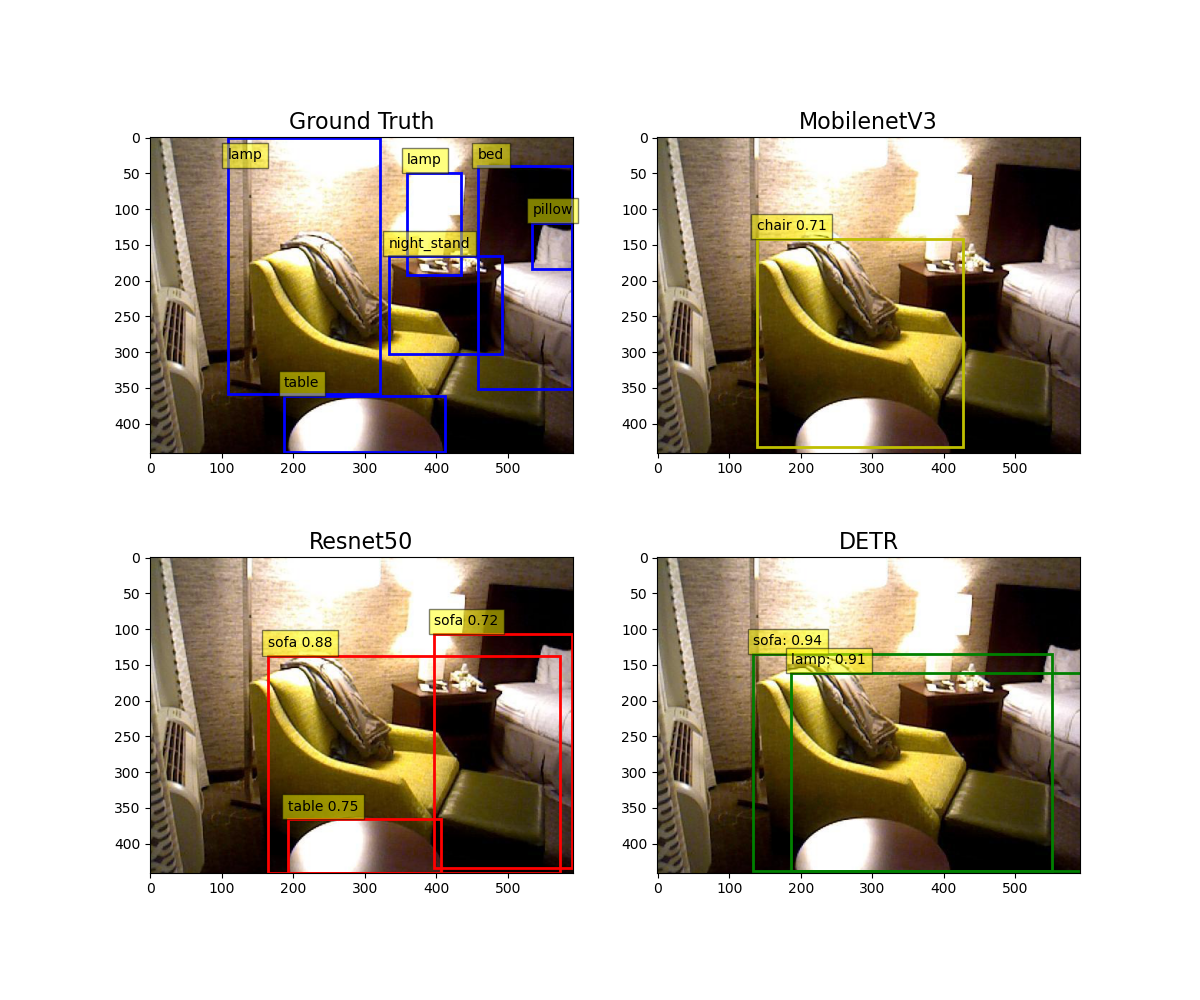 Ground Truth
MobilenetV3
0
50
100
150
200
250
300
350
400
0 100 200 300 400 500
lamp
lamp
bed
pillow
night_stand
table
0
50
100
150
200
250
300
350
400
0 100 200 300 400 500
chair 0.71
Resnet50
DETR
0
50
100
150
200
250
300
350
400
0 100 200 300 400 500
sofa 0.72
sofa 0.88
table 0.75
0
50
100
150
200
250
300
350
400
0 100 200 300 400 500
sofa: 0.94
lamp: 0.91